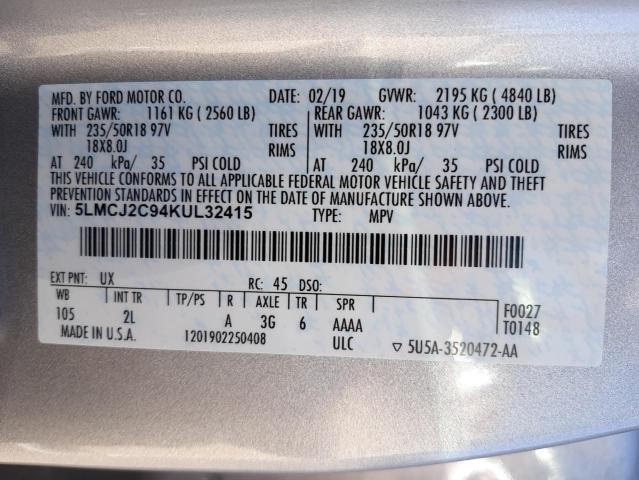 MFD. BY FORD MOTOR CO. DATE: 02/19 GVWR: 2195 KG ( 4840 LB)
FRONT GAWR: 1161 KG ( 2560 LB) REAR GAWR: 1043 KG ( 2300 LB)
WITH 235/50R18 97V TIRES WITH 235/50R18 97V TIRES
18X8.0J RIMS 18X8.0J RIMS
AT 240 kPa/ 35 PSI COLD AT 240 kPa/ 35 PSI COLD
THIS VEHICLE CONFORMS TO ALL APPLICABLE FEDERAL MOTOR VEHICLE SAFETY AND THEFT
PREVENTION STANDARDS IN EFFECT ON THE DATE OF MANUFACTURE SHOWN ABOVE.
VIN: 5LMCJ2C94KUL32415 TYPE: MPV
EXT PNT: UX RC: 45 DSO:
WB INT TR TP/PS R AXLE TR SPR F0027
105 2L A 3G 6 AAAA T0148
MADE IN U.S.A. 1201902250408 ULC ▽ 5U5A-3520472-AA